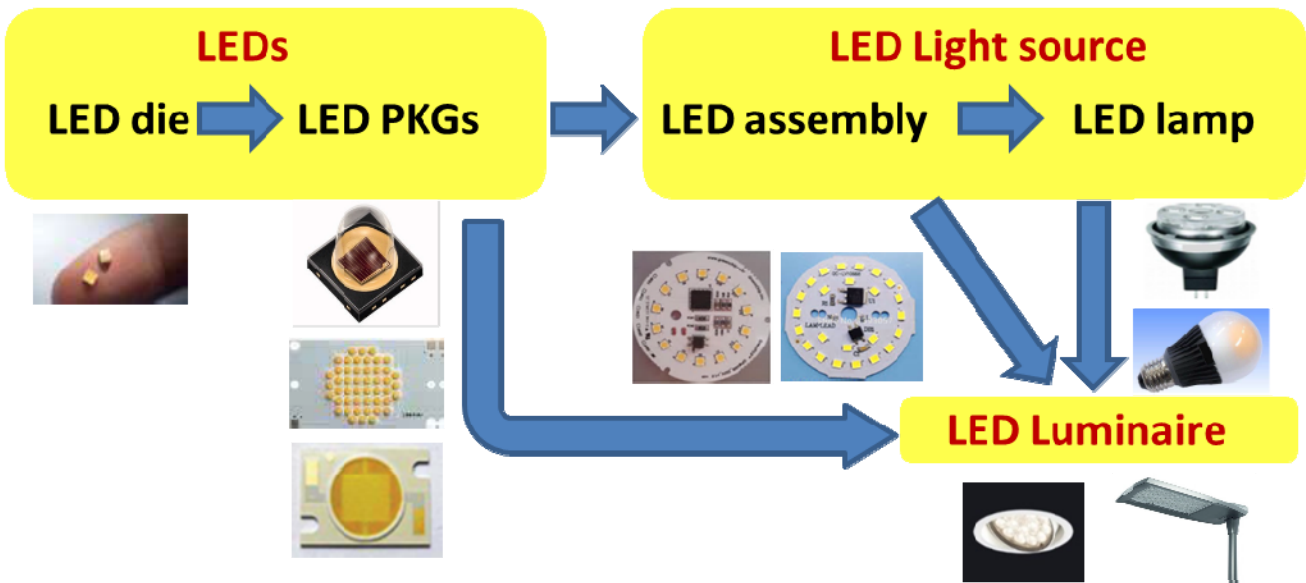 LEDs
LED die
LED PKGs
LED Light source
LED assembly
LED lamp
LED Luminaire